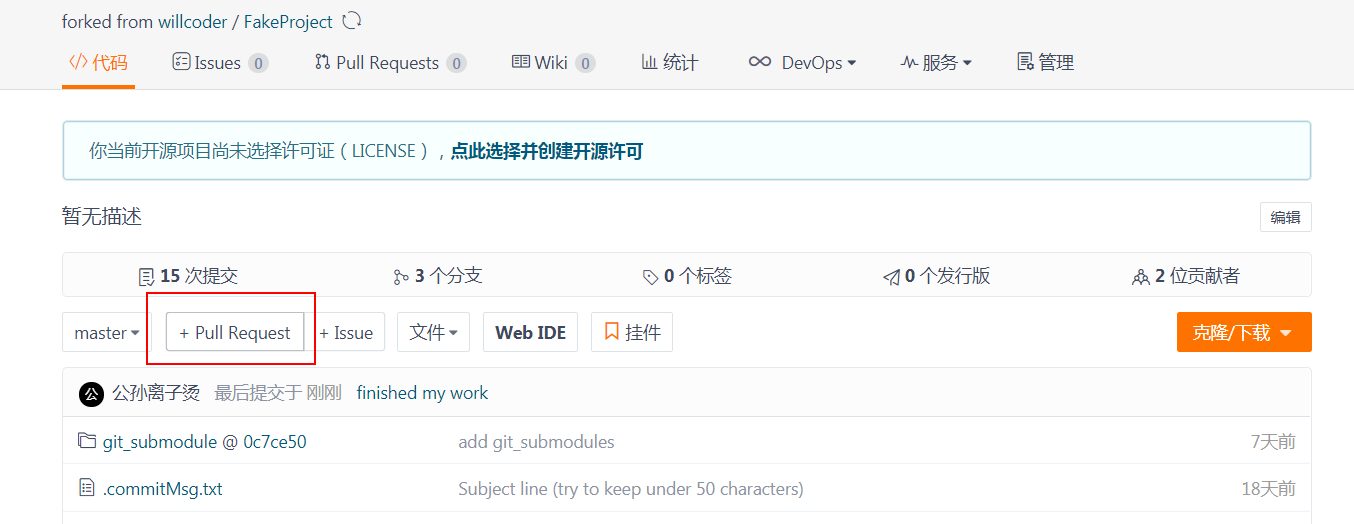 forked from willcoder / FakeProject
代码 Issues 0 Pull Requests 0 Wiki 0 统计 DevOps 服务 管理
你当前开源项目尚未选择许可证（LICENSE），点此选择并创建开源许可
暂无描述 编辑
15 次提交 3 个分支 0 个标签 0 个发行版 2 位贡献者
master + Pull Request + Issue 文件 Web IDE 挂件 克隆/下载
公 公孙离子烫 最后提交于 刚刚 finished my work
git_submodule @ 0c7ce50 add git_submodules 7天前
.commitMsg.txt Subject line (try to keep under 50 characters) 18天前